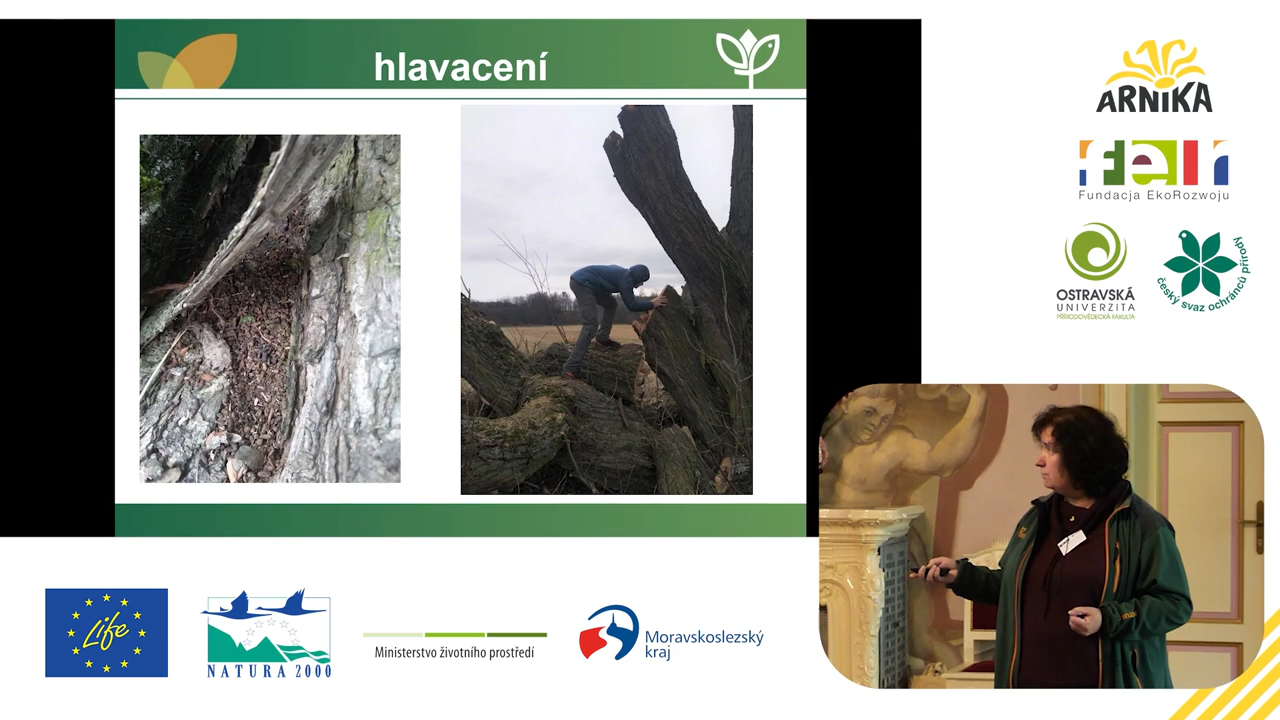 hlavacení
ARNIKA
feri
Fundacja EkoRozwoju
OSTRAVSKÁ
UNIVERZITA
PŘÍRODOVĚDECKÁ FAKULTA
český svaz ochránců přírody
Life
NATURA 2000
Ministerstvo životního prostředí
Moravskoslezský
kraj